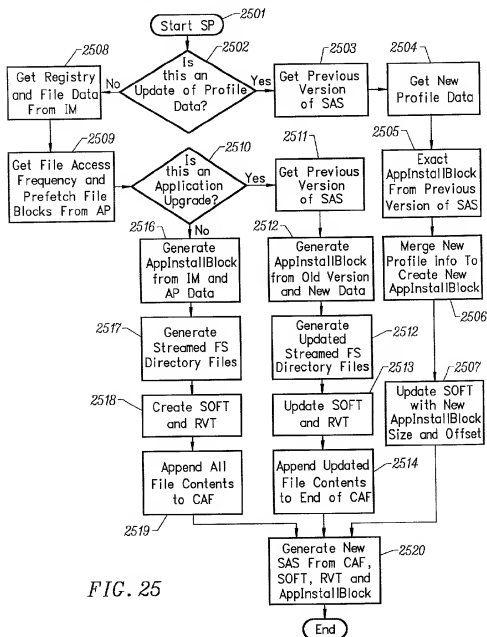 Start SP
2501
2508
Get Registry
and File Data
From IM
No
2502
Is
this an
Update of Profile
Data?
Yes
2503
Get Previous
Version
of SAS
2504
Get New
Profile Data
2509
Get File Access
Frequency and
Prefetch File
Blocks From AP
2510
Is
this an
Application
Upgrade?
Yes
No
2511
Get Previous
Version
of SAS
2505
Exact
AppInstallBlock
From Previous
Version of SAS
2516
Generate
AppInstallBlock
from IM and
AP Data
2512
Generate
AppInstallBlock
from Old Version
and New Data
Merge New
Profile Info To
Create New
AppInstallBlock
2506
2517
Generate
Streamed FS
Directory Files
Generate
Updated
Streamed FS
Directory Files
2512
2507
Update SOFT
with New
AppInstallBlock
Size and Offset
2518
Create SOFT
and RVT
2513
Update SOFT
and RVT
Append All
File Contents
to CAF
2519
2514
Append Updated
File Contents
to End of CAF
Generate New
SAS From CAF,
SOFT, RVT and
AppInstallBlock
2520
End
FIG. 25